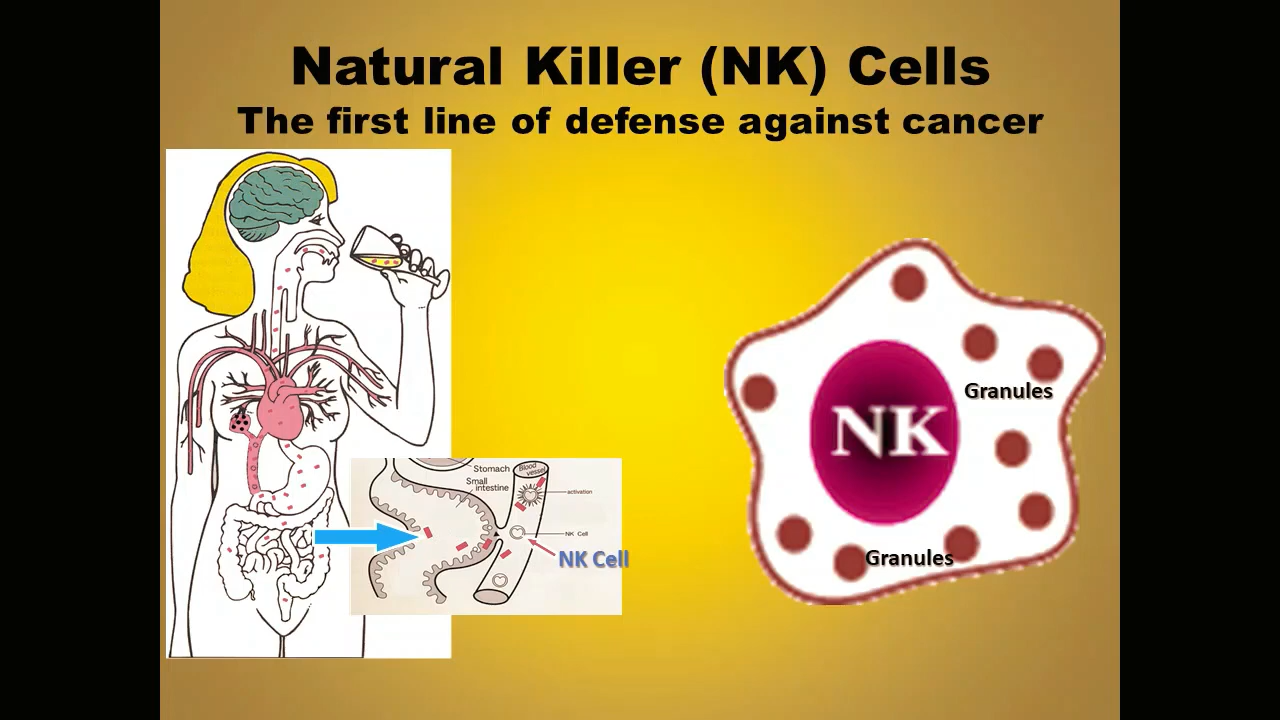 Natural Killer (NK) Cells
The first line of defense against cancer
Stomach
Small
intestine
Blood
vessel
activation
NK Cell
NK Cell
NK
Granules
Granules